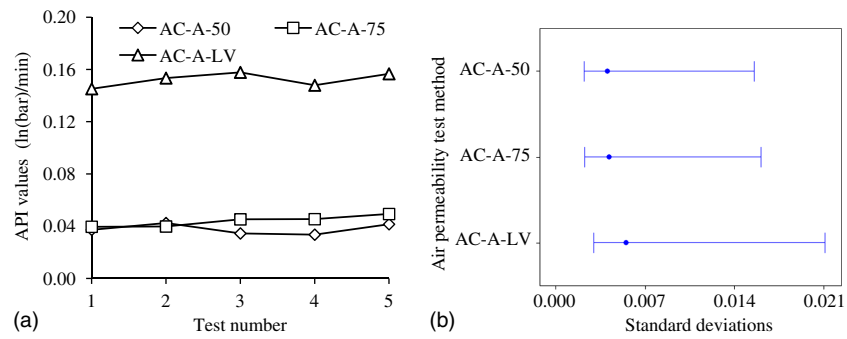 0.20
0.16
0.12
0.08
0.04
0.00
API values (ln(bar)/min)
AC-A-50
AC-A-75
AC-A-LV
1 2 3 4 5
Test number
(a)
Air permeability test method
AC-A-50
AC-A-75
AC-A-LV
0.000 0.007 0.014 0.021
Standard deviations
(b)